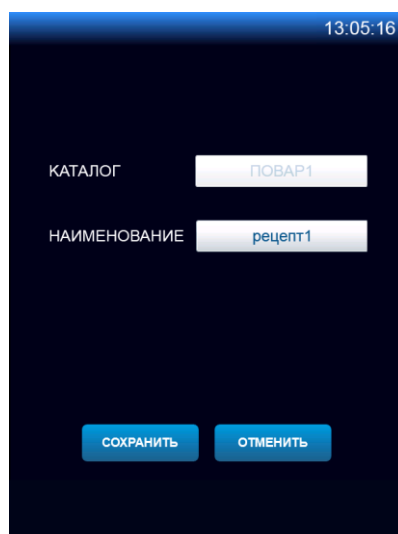 13:05:16
КАТАЛОГ ПОВАР1
НАИМЕНОВАНИЕ рецепт1
СОХРАНИТЬ ОТМЕНИТЬ